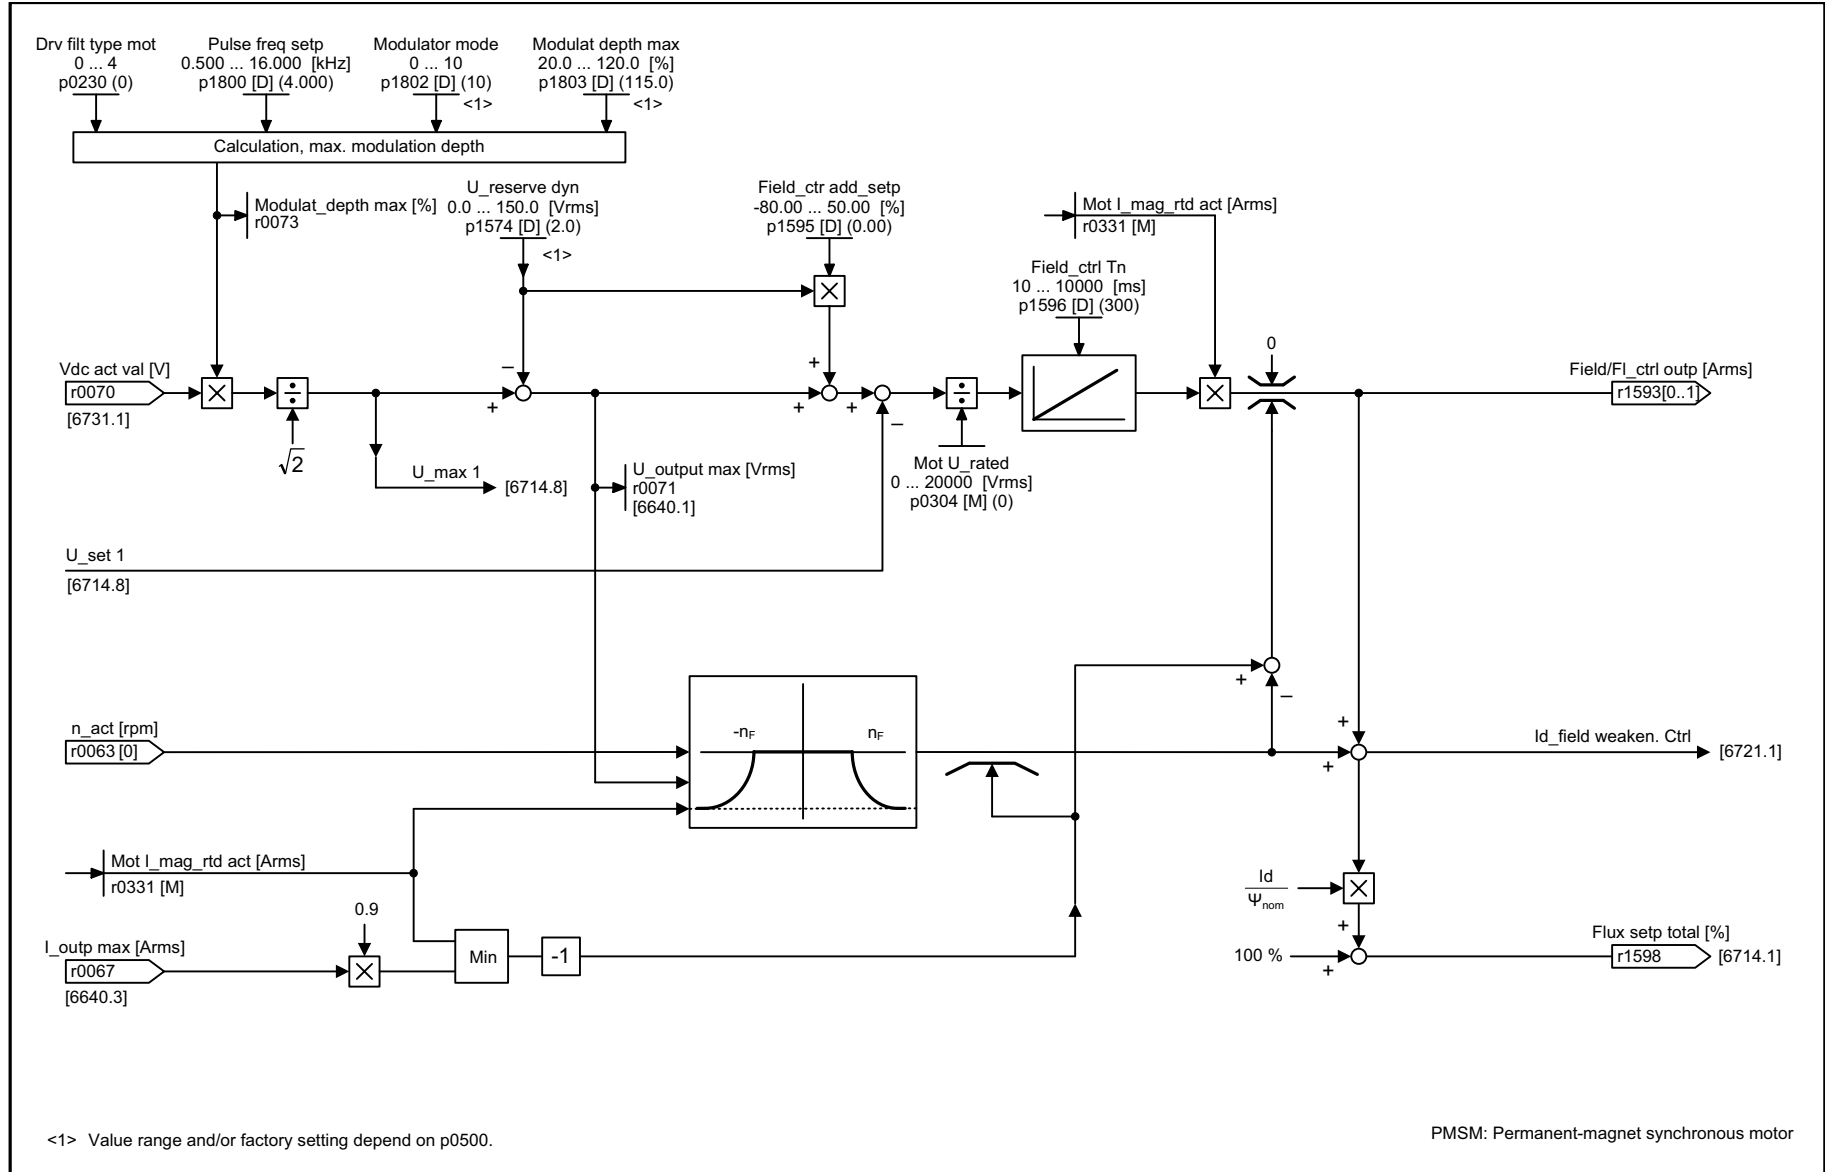 Drv filt type mot
0 ... 4
p0230 (0)
Pulse freq setp
0.500 ... 16.000 [kHz]
p1800 [D] (4.000)
Modulator mode
0 ... 10
p1802 [D] (10)
<1>
Modulat depth max
20.0 ... 120.0 [%]
p1803 [D] (115.0)
<1>
Calculation, max. modulation depth
Modulat_depth max [%]
r0073
U_reserve dyn
0.0 ... 150.0 [Vrms]
p1574 [D] (2.0)
<1>
Field_ctr add_setp
-80.00 ... 50.00 [%]
p1595 [D] (0.00)
Mot I_mag_rtd act [Arms]
r0331 [M]
Field_ctrl Tn
10 ... 10000 [ms]
p1596 [D] (300)
Vdc act val [V]
r0070
[6731.1]
×
÷
√2
–
+
×
+
+
+
–
÷
×
0
Field/Fl_ctrl outp [Arms]
r1593[0..1]
U_max 1
[6714.8]
U_output max [Vrms]
r0071
[6640.1]
Mot U_rated
0 ... 20000 [Vrms]
p0304 [M] (0)
U_set 1
[6714.8]
+
–
n_act [rpm]
r0063 [0]
-nF
nF
+
+
Id_field weaken. Ctrl
[6721.1]
Mot I_mag_rtd act [Arms]
r0331 [M]
Id
Ψnom
×
0.9
I_outp max [Arms]
r0067
[6640.3]
×
Min
-1
100 %
+
+
Flux setp total [%]
r1598
[6714.1]
<1> Value range and/or factory setting depend on p0500.
PMSM: Permanent-magnet synchronous motor